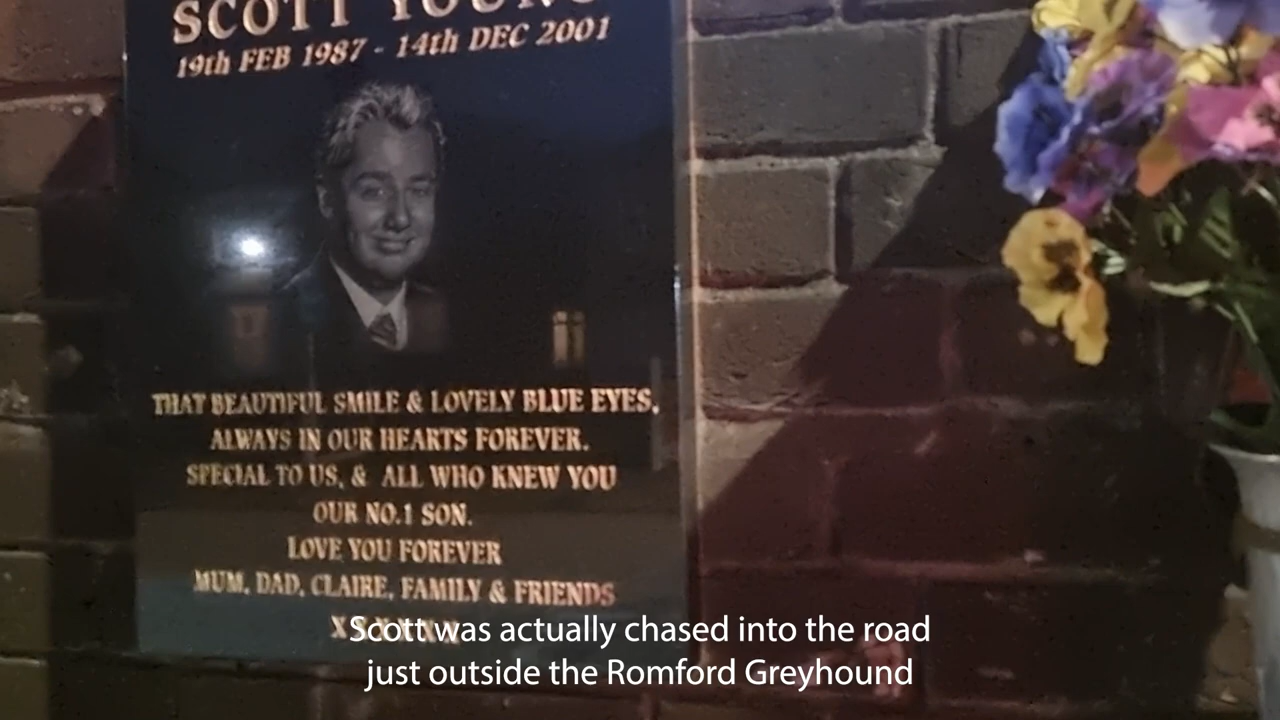 SCOTT YOUNG
19th FEB 1987 - 14th DEC 2001
THAT BEAUTIFUL SMILE & LOVELY BLUE EYES,
ALWAYS IN OUR HEARTS FOREVER.
SPECIAL TO US, & ALL WHO KNEW YOU
OUR NO.1 SON.
LOVE YOU FOREVER
MUM, DAD, CLAIRE, FAMILY & FRIENDS
Scott was actually chased into the road
just outside the Romford Greyhound